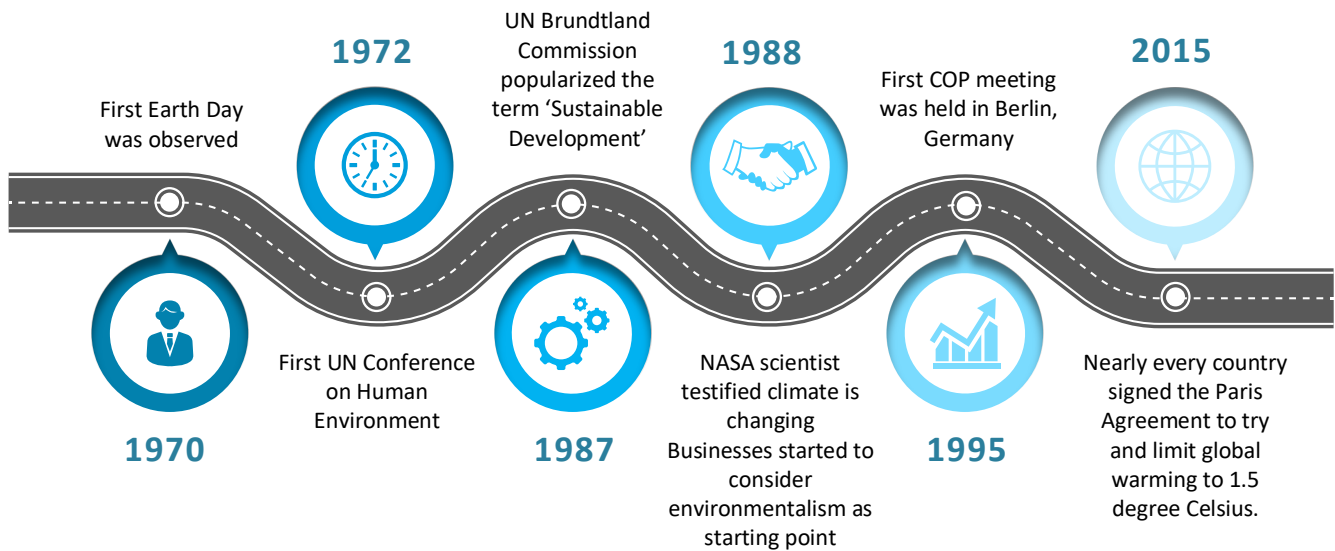 1970
First Earth Day
was observed
1972
First UN Conference
on Human
Environment
1987
UN Brundtland
Commission
popularized the
term ‘Sustainable
Development’
1988
NASA scientist
testified climate is
changing
Businesses started to
consider
environmentalism as
starting point
1995
First COP meeting
was held in Berlin,
Germany
2015
Nearly every country
signed the Paris
Agreement to try
and limit global
warming to 1.5
degree Celsius.